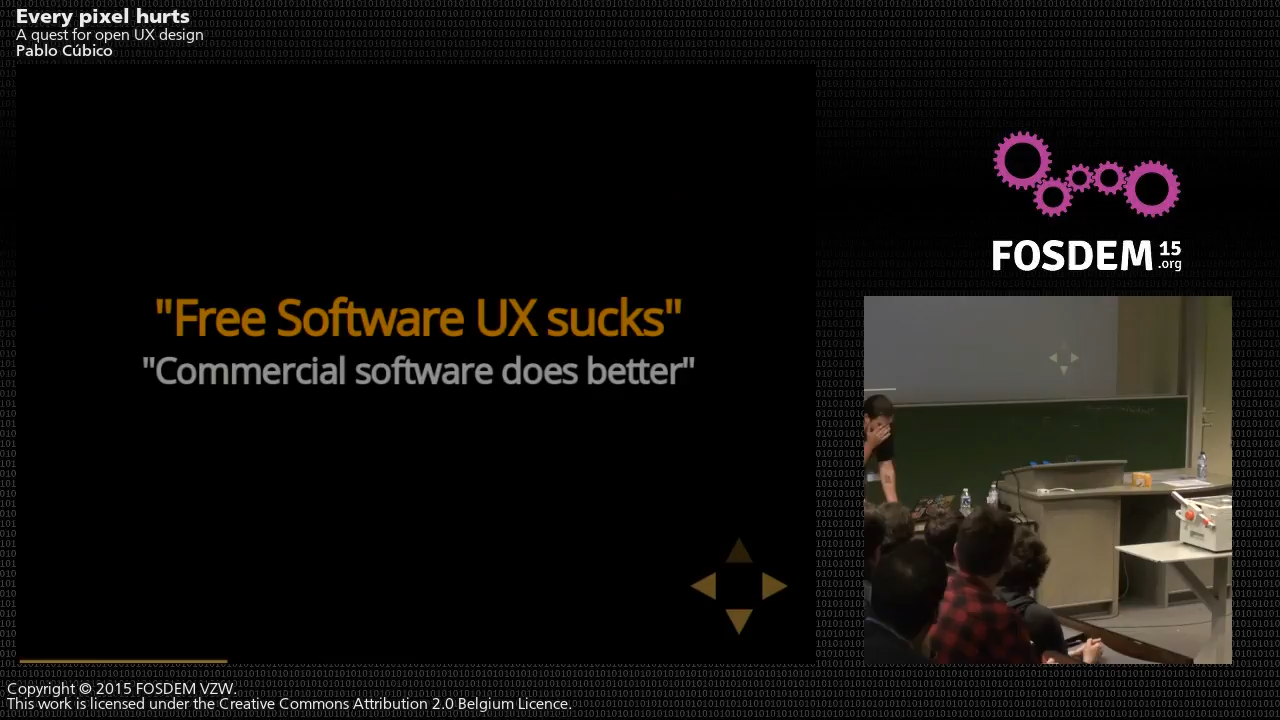 Every pixel hurts
A quest for open UX design
Pablo Cúbico
"Free Software UX sucks"
"Commercial software does better"
FOSDEM 15
.org
Copyright © 2015 FOSDEM VZW.
This work is licensed under the Creative Commons Attribution 2.0 Belgium Licence.